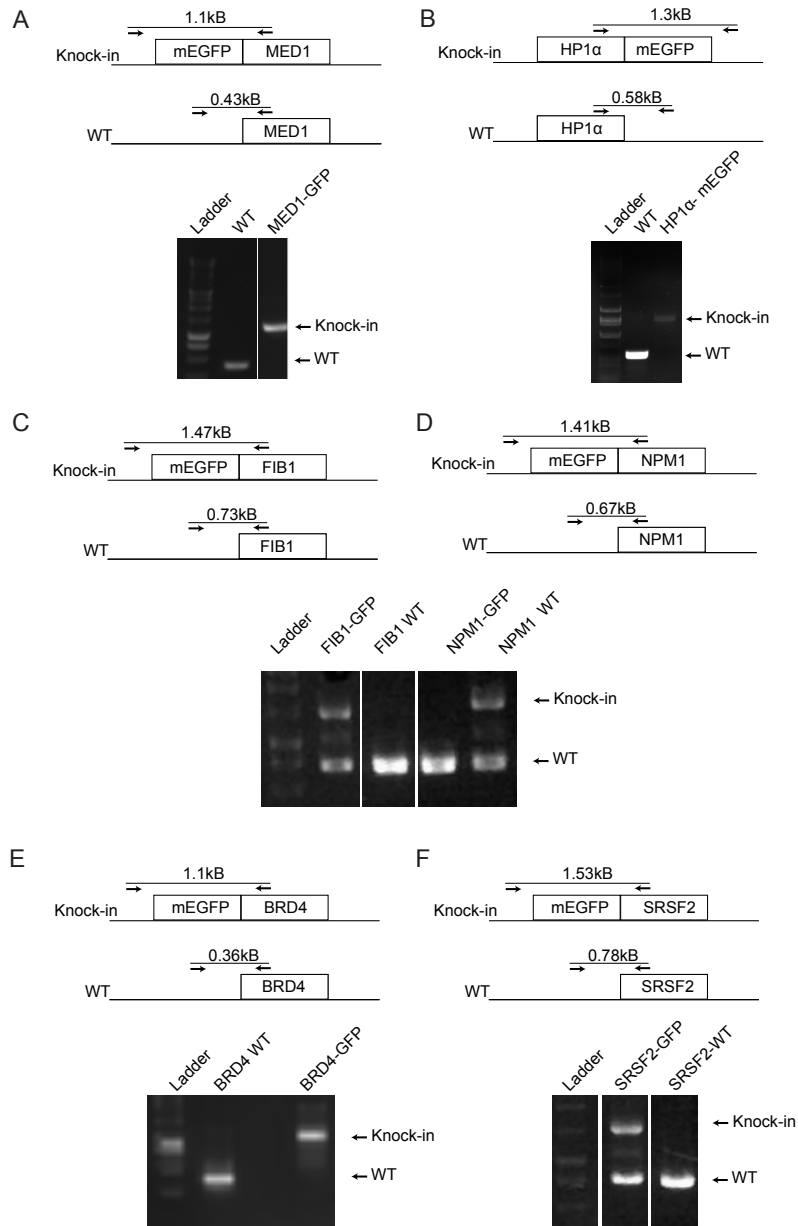 A
1.1kB
Knock-in
mEGFP MED1
0.43kB
WT
MED1
Ladder
WT
MED1-GFP
Knock-in
WT
B
1.3kB
Knock-in
HP1α mEGFP
0.58kB
WT
HP1α
Ladder
WT
HP1α- mEGFP
Knock-in
WT
C
1.47kB
Knock-in
mEGFP FIB1
0.73kB
WT
FIB1
D
1.41kB
Knock-in
mEGFP NPM1
0.67kB
WT
NPM1
Ladder
FIB1-GFP
FIB1 WT
NPM1-GFP
NPM1 WT
Knock-in
WT
E
1.1kB
Knock-in
mEGFP BRD4
0.36kB
WT
BRD4
Ladder
BRD4 WT
BRD4-GFP
Knock-in
WT
F
1.53kB
Knock-in
mEGFP SRSF2
0.78kB
WT
SRSF2
Ladder
SRSF2-GFP
SRSF2-WT
Knock-in
WT